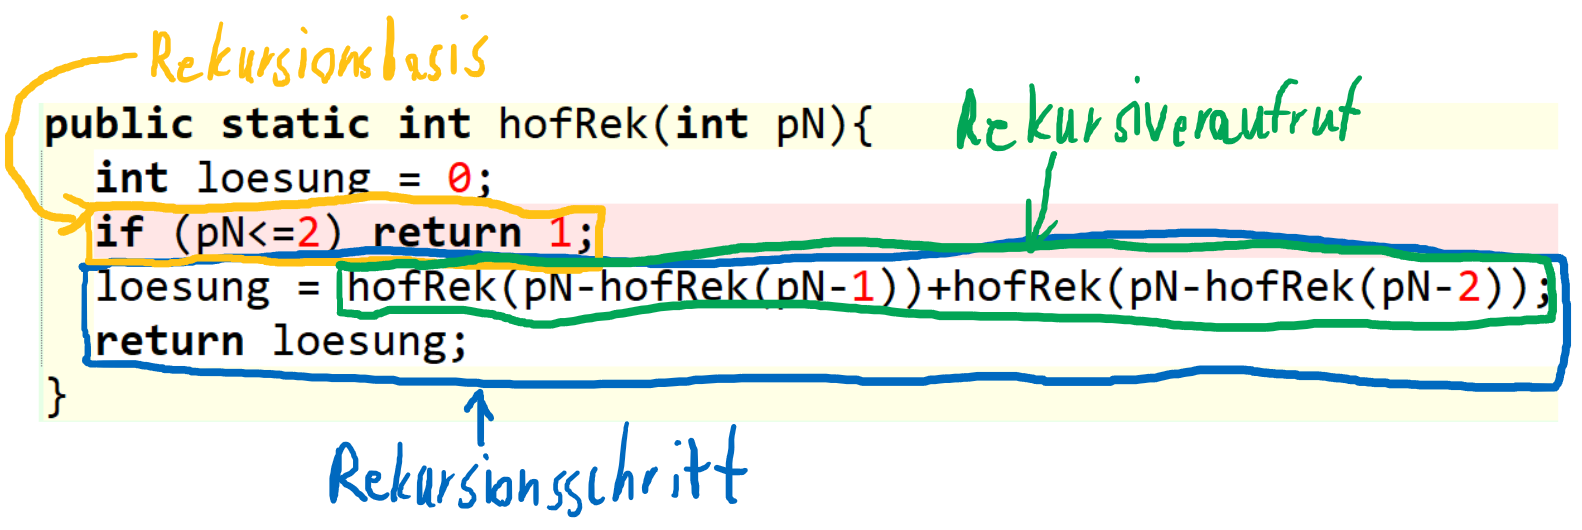 Rekursionsbasis
Rekursiveraufruf
public static int hofRek(int pN){
int loesung = 0;
if (pN<=2) return 1;
loesung = hofRek(pN-hofRek(pN-1))+hofRek(pN-hofRek(pN-2));
return loesung;
}
Rekursionsschritt